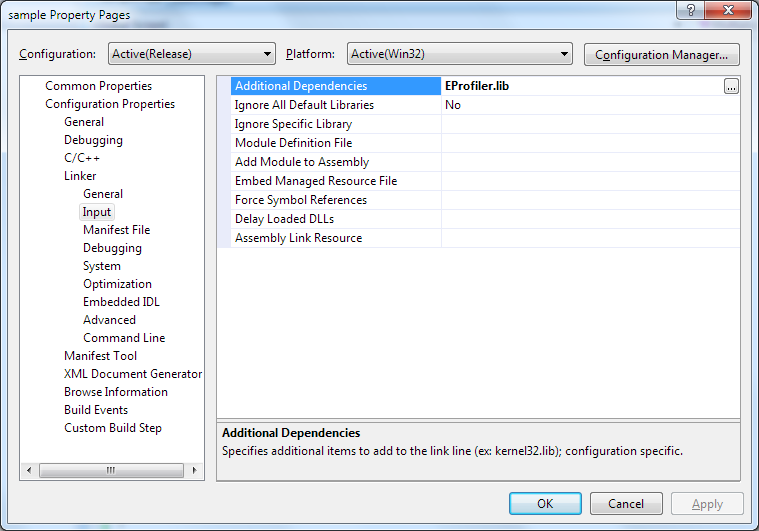 sample Property Pages
?
Configuration: Active(Release) Platform: Active(Win32) Configuration Manager...
Common Properties
Configuration Properties
General
Debugging
C/C++
Linker
General
Input
Manifest File
Debugging
System
Optimization
Embedded IDL
Advanced
Command Line
Manifest Tool
XML Document Generator
Browse Information
Build Events
Custom Build Step
Additional Dependencies EProfiler.lib ...
Ignore All Default Libraries No
Ignore Specific Library
Module Definition File
Add Module to Assembly
Embed Managed Resource File
Force Symbol References
Delay Loaded DLLs
Assembly Link Resource
Additional Dependencies
Specifies additional items to add to the link line (ex: kernel32.lib); configuration specific.
OK Cancel Apply